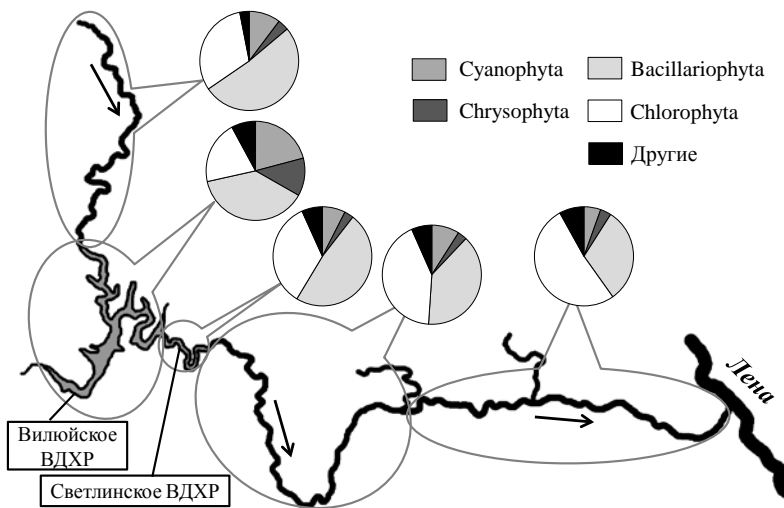 Cyanophyta
Bacillariophyta
Chrysophyta
Chlorophyta
Другие
Лена
Вилюйское
ВДХР
Светлинское ВДХР